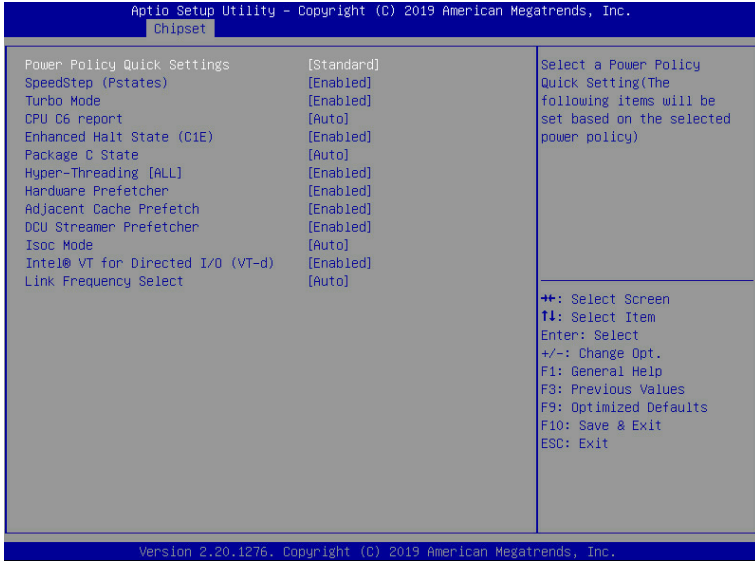 Aptio Setup Utility – Copyright (C) 2019 American Megatrends, Inc.
Chipset
Power Policy Quick Settings [Standard]
SpeedStep (Pstates) [Enabled]
Turbo Mode [Enabled]
CPU C6 report [Auto]
Enhanced Halt State (C1E) [Enabled]
Package C State [Auto]
Hyper-Threading [ALL] [Enabled]
Hardware Prefetcher [Enabled]
Adjacent Cache Prefetch [Enabled]
DCU Streamer Prefetcher [Enabled]
Isoc Mode [Auto]
Intel® VT for Directed I/O (VT-d) [Enabled]
Link Frequency Select [Auto]
Select a Power Policy
Quick Setting(The
following items will be
set based on the selected
power policy)
→←: Select Screen
↑↓: Select Item
Enter: Select
+/-: Change Opt.
F1: General Help
F3: Previous Values
F9: Optimized Defaults
F10: Save & Exit
ESC: Exit
Version 2.20.1276. Copyright (C) 2019 American Megatrends, Inc.